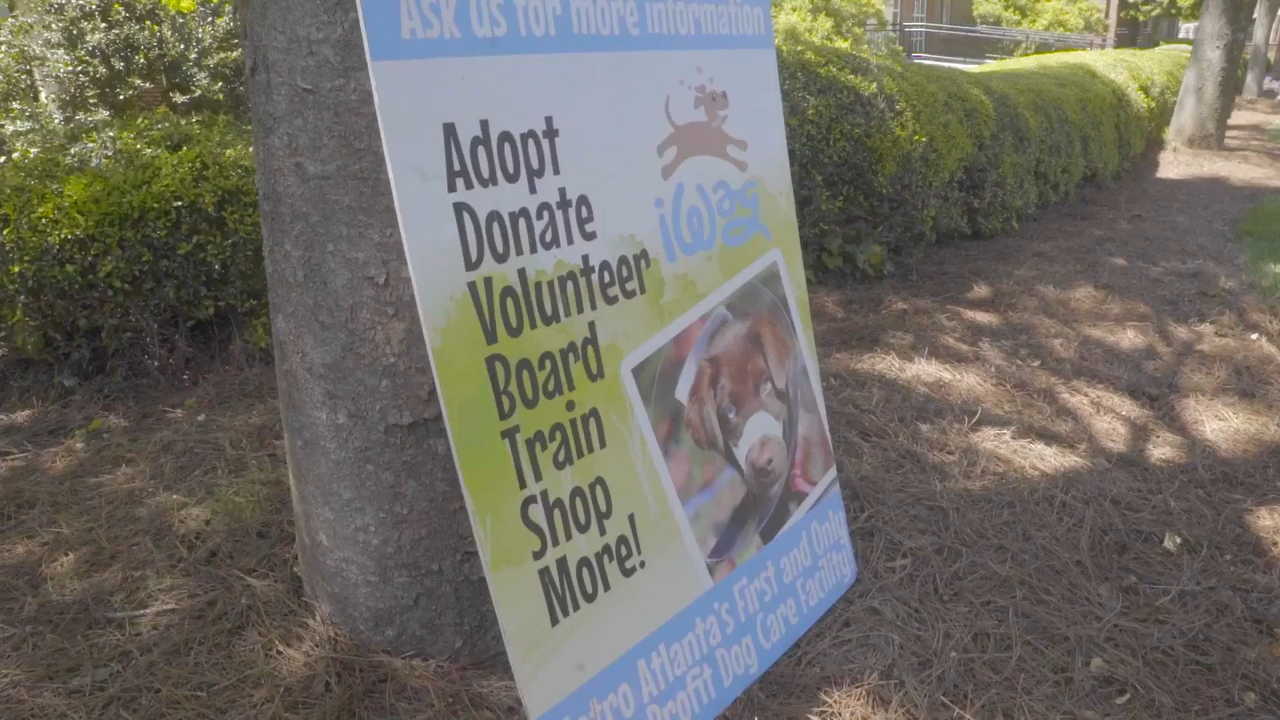 Ask us for more information
iWag
Adopt
Donate
Volunteer
Board
Train
Shop
More!
Atlanta's First and Only
Profit Dog Care Facility